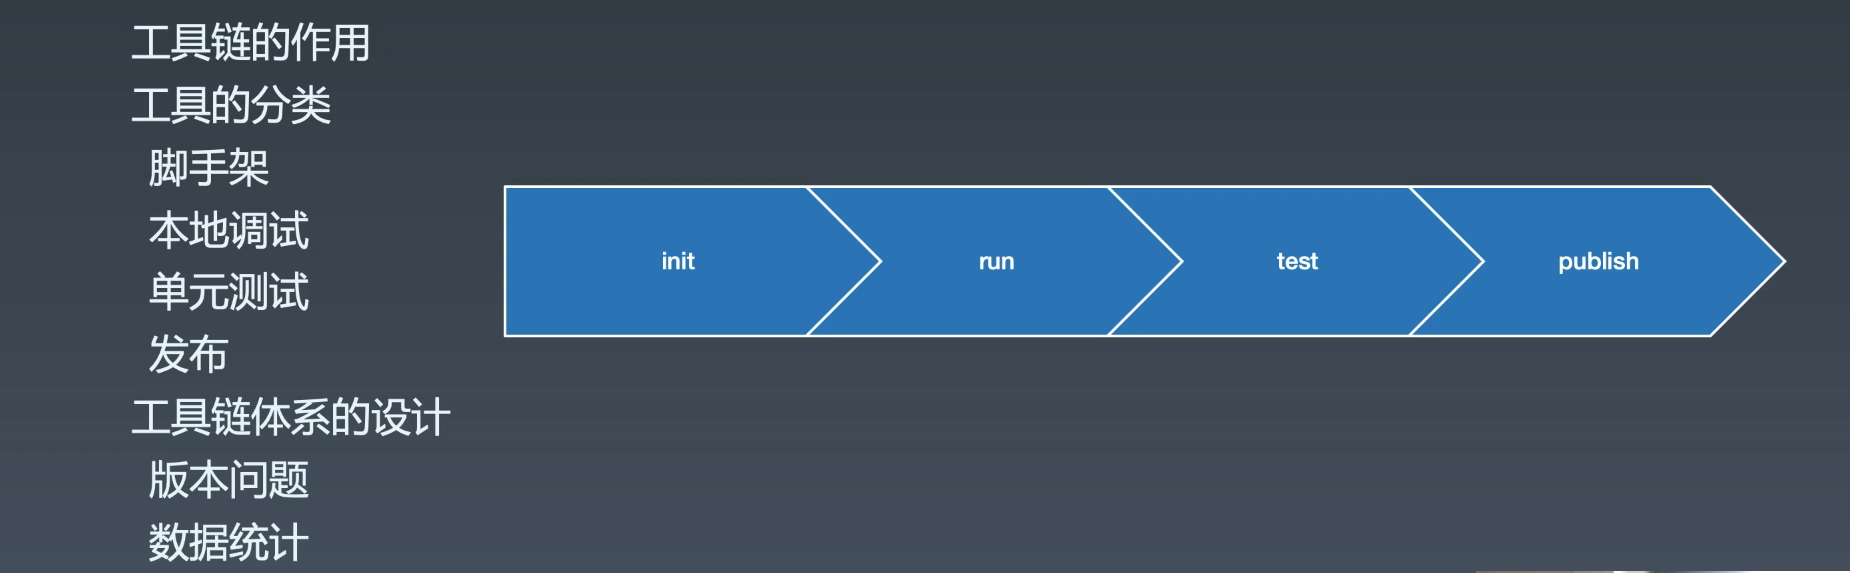 工具链的作用
工具的分类
脚手架
本地调试
单元测试
发布
工具链体系的设计
版本问题
数据统计
init
run
test
publish